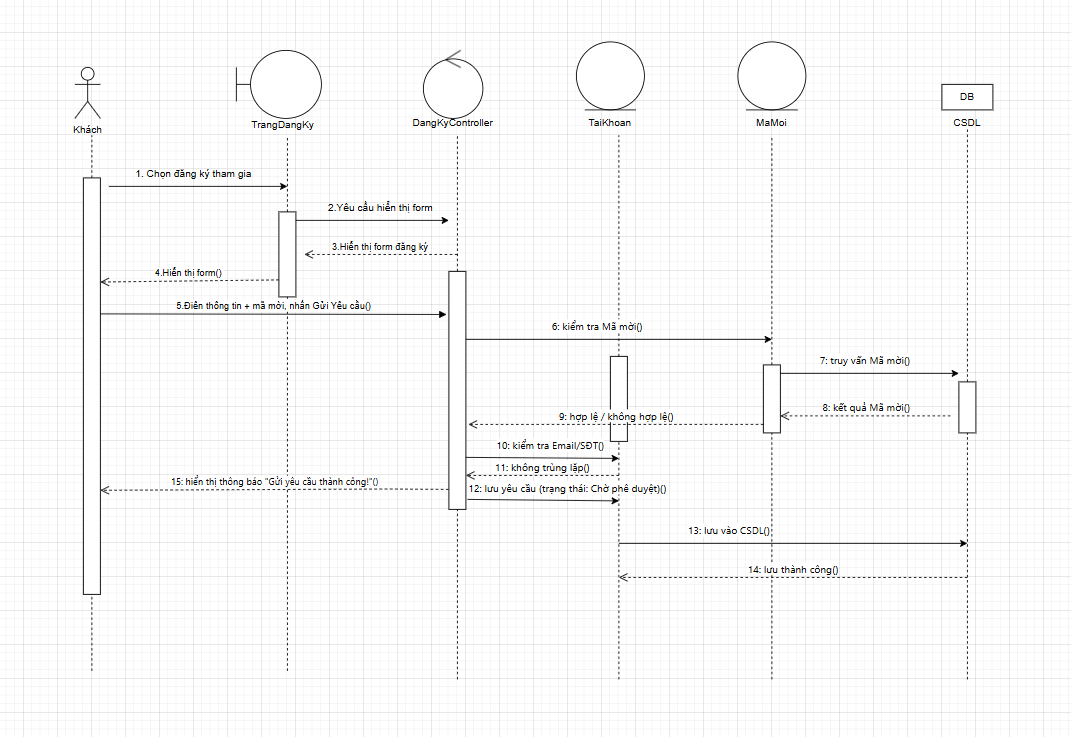 DB
Khách
TrangDangKy
DangKyController
TaiKhoan
MaMoi
CSDL
1. Chọn đăng ký tham gia
2.Yêu cầu hiển thị form
3.Hiển thị form đăng ký
4.Hiển thị form()
5.Điền thông tin + mã mời, nhấn Gửi Yêu cầu()
6: kiểm tra Mã mời()
7: truy vấn Mã mời()
8: kết quả Mã mời()
9: hợp lệ / không hợp lệ()
10: kiểm tra Email/SĐT()
11: không trùng lặp()
15: hiển thị thông báo "Gửi yêu cầu thành công!"()
12: lưu yêu cầu (trạng thái: Chờ phê duyệt)()
13: lưu vào CSDL()
14: lưu thành công()